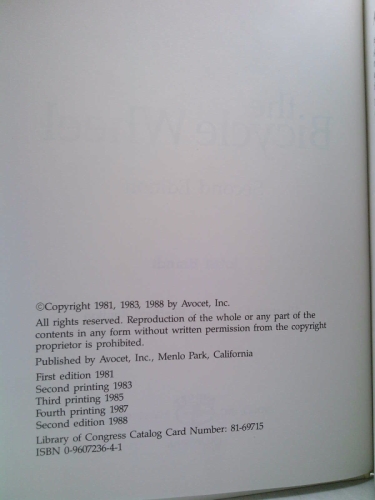 ©Copyright 1981, 1983, 1988 by Avocet, Inc.
All rights reserved. Reproduction of the whole or any part of the
contents in any form without written permission from the copyright
proprietor is prohibited.
Published by Avocet, Inc., Menlo Park, California
First edition 1981
Second printing 1983
Third printing 1985
Fourth printing 1987
Second edition 1988
Library of Congress Catalog Card Number: 81-69715
ISBN 0-9607236-4-1